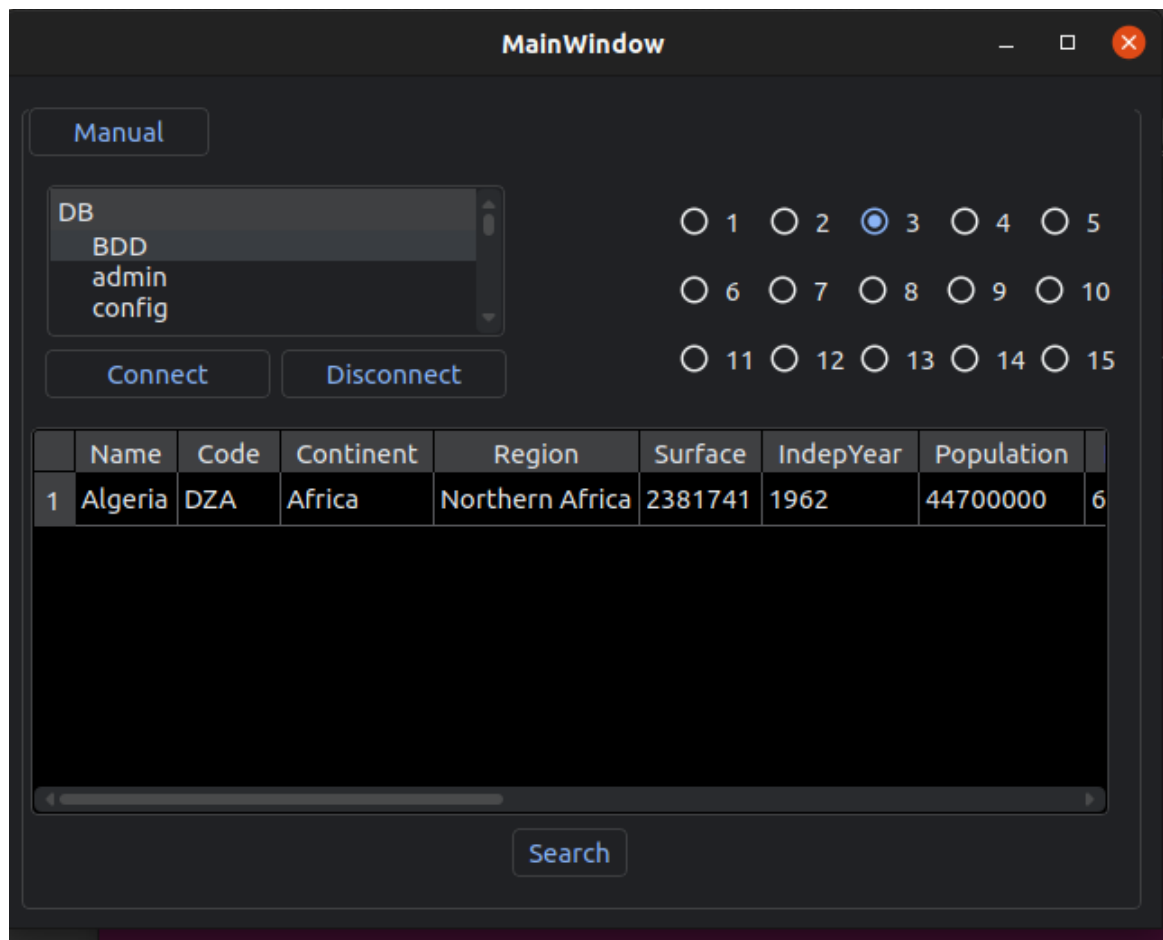 MainWindow
Manual
DB
BDD
admin
config
1 2 3 4 5
6 7 8 9 10
11 12 13 14 15
Connect Disconnect
Name Code Continent Region Surface IndepYear Population
1 Algeria DZA Africa Northern Africa 2381741 1962 44700000 6
Search